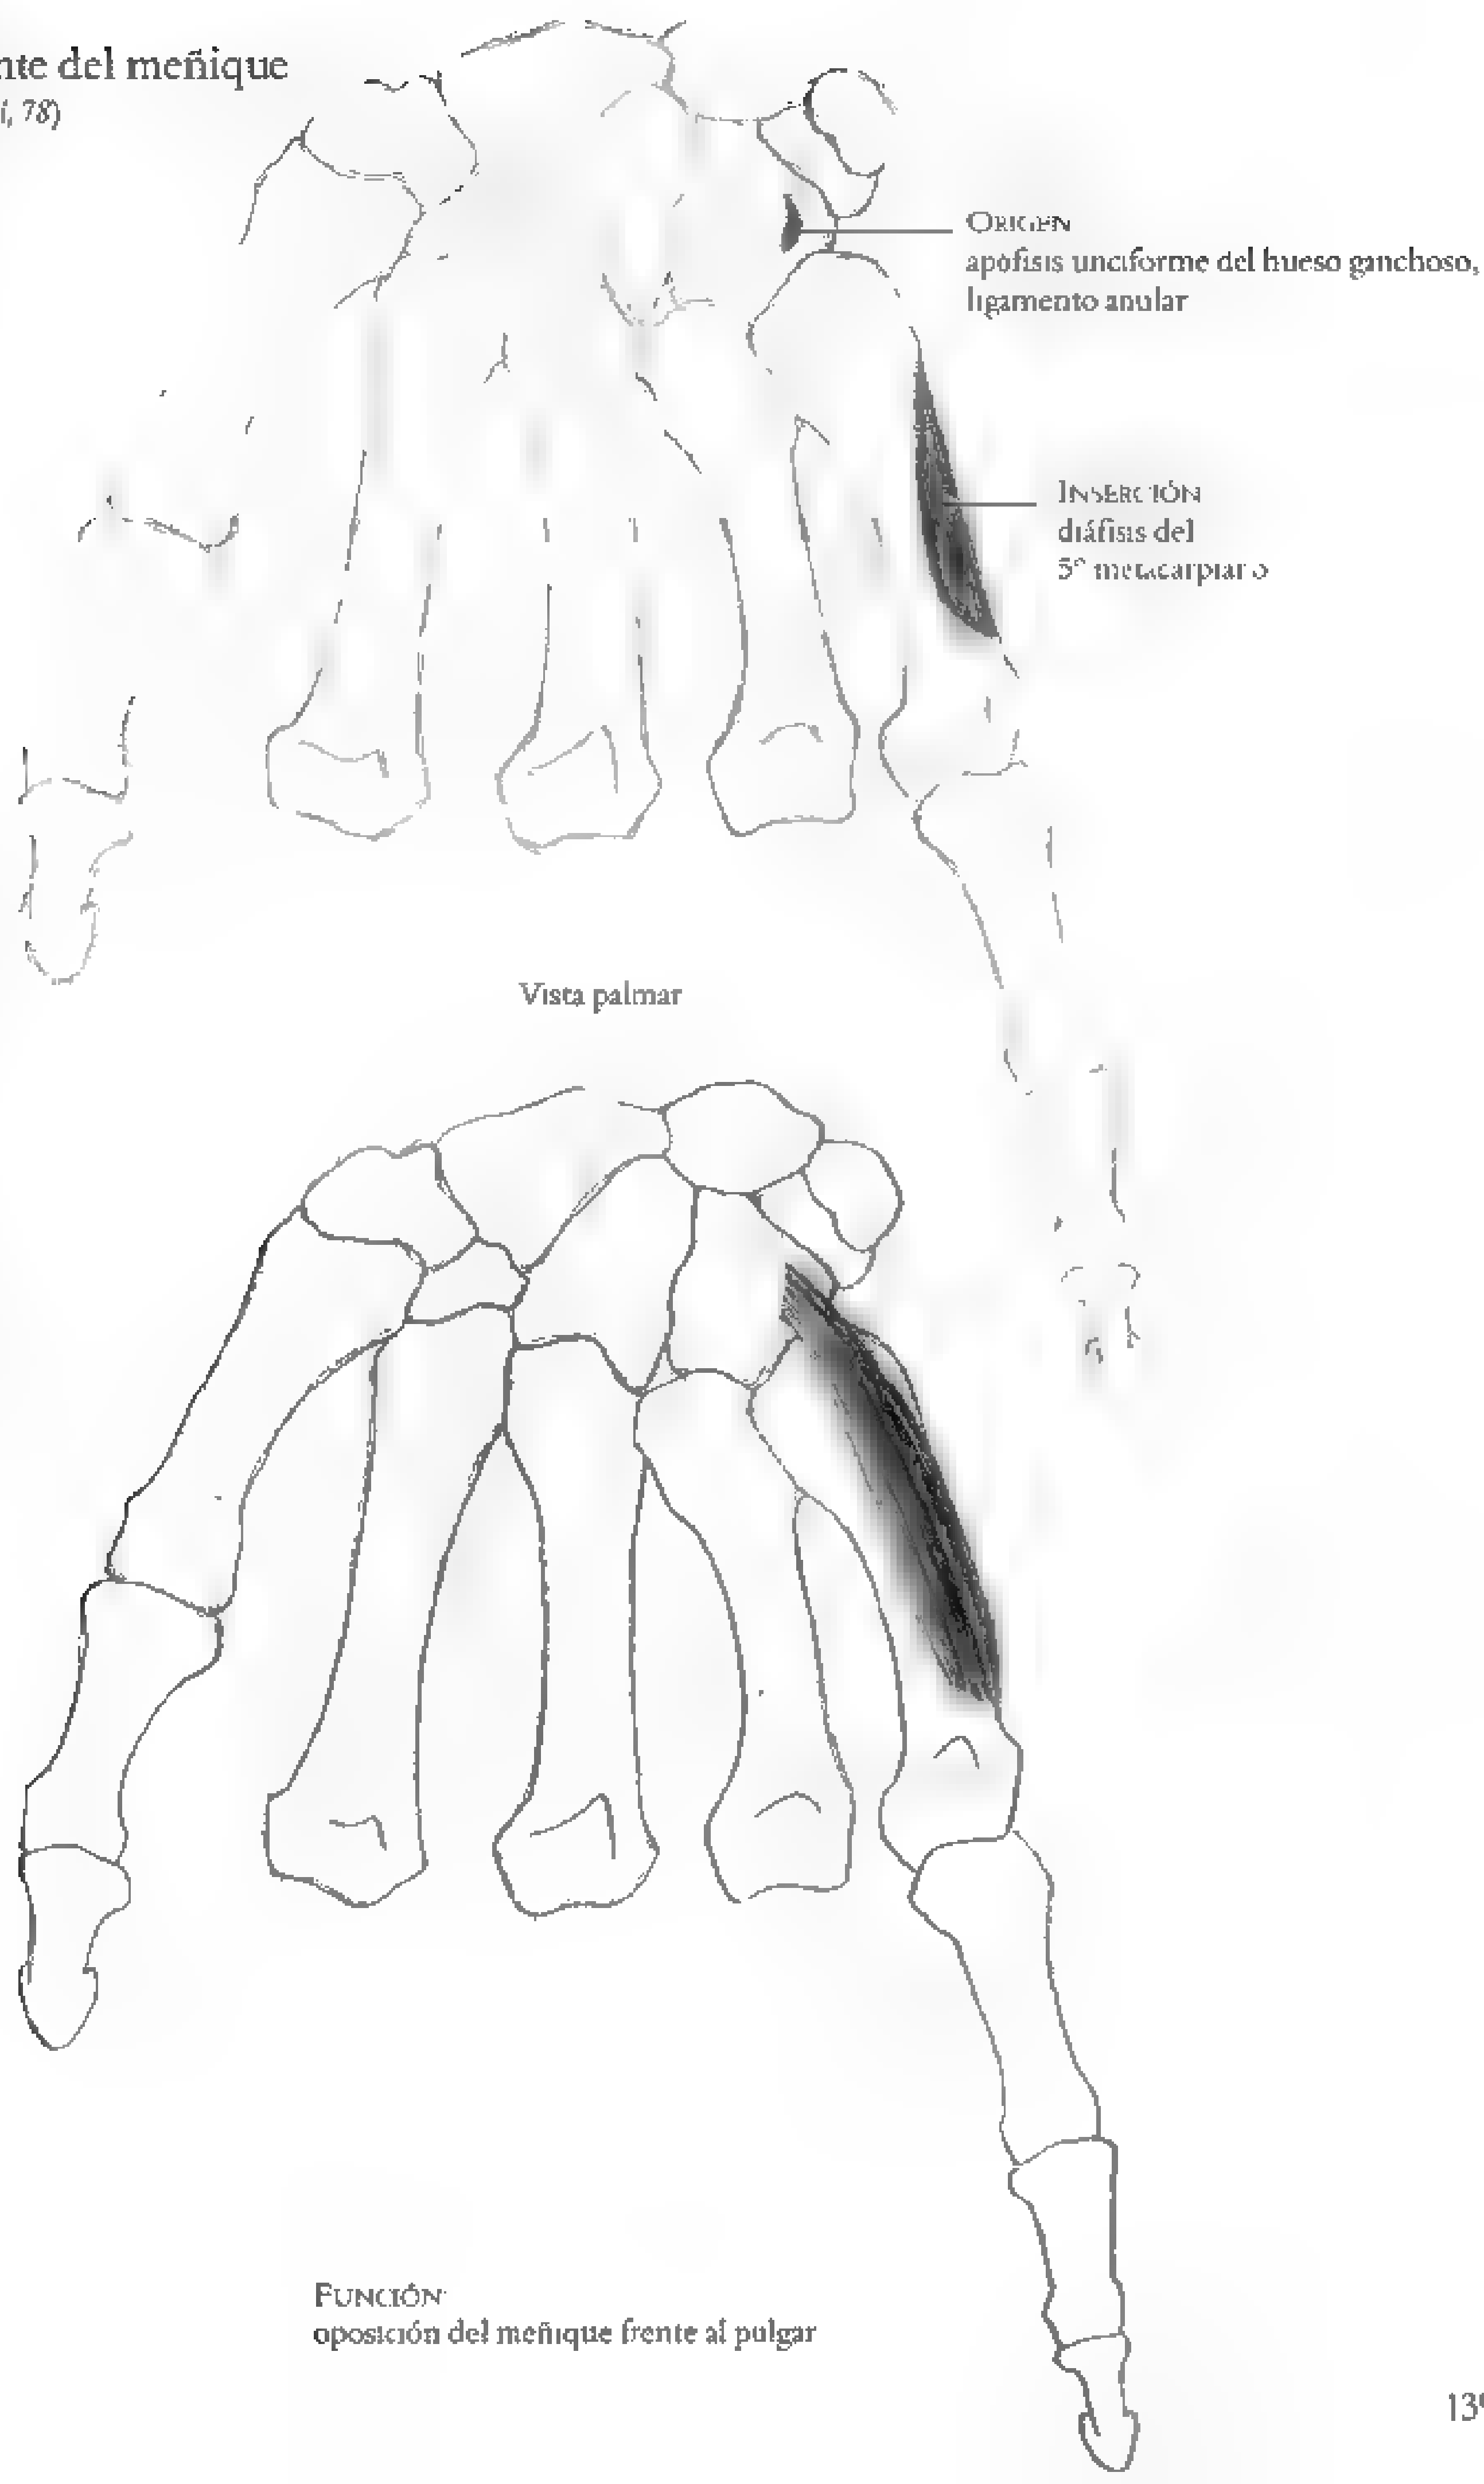 del meñique
78)
ORIGEN
apófisis unciforme del hueso ganchoso,
ligamento anular
INSERCIÓN
diáfisis del
5º metacarpiano
Vista palmar
FUNCIÓN:
oposición del meñique frente al pulgar